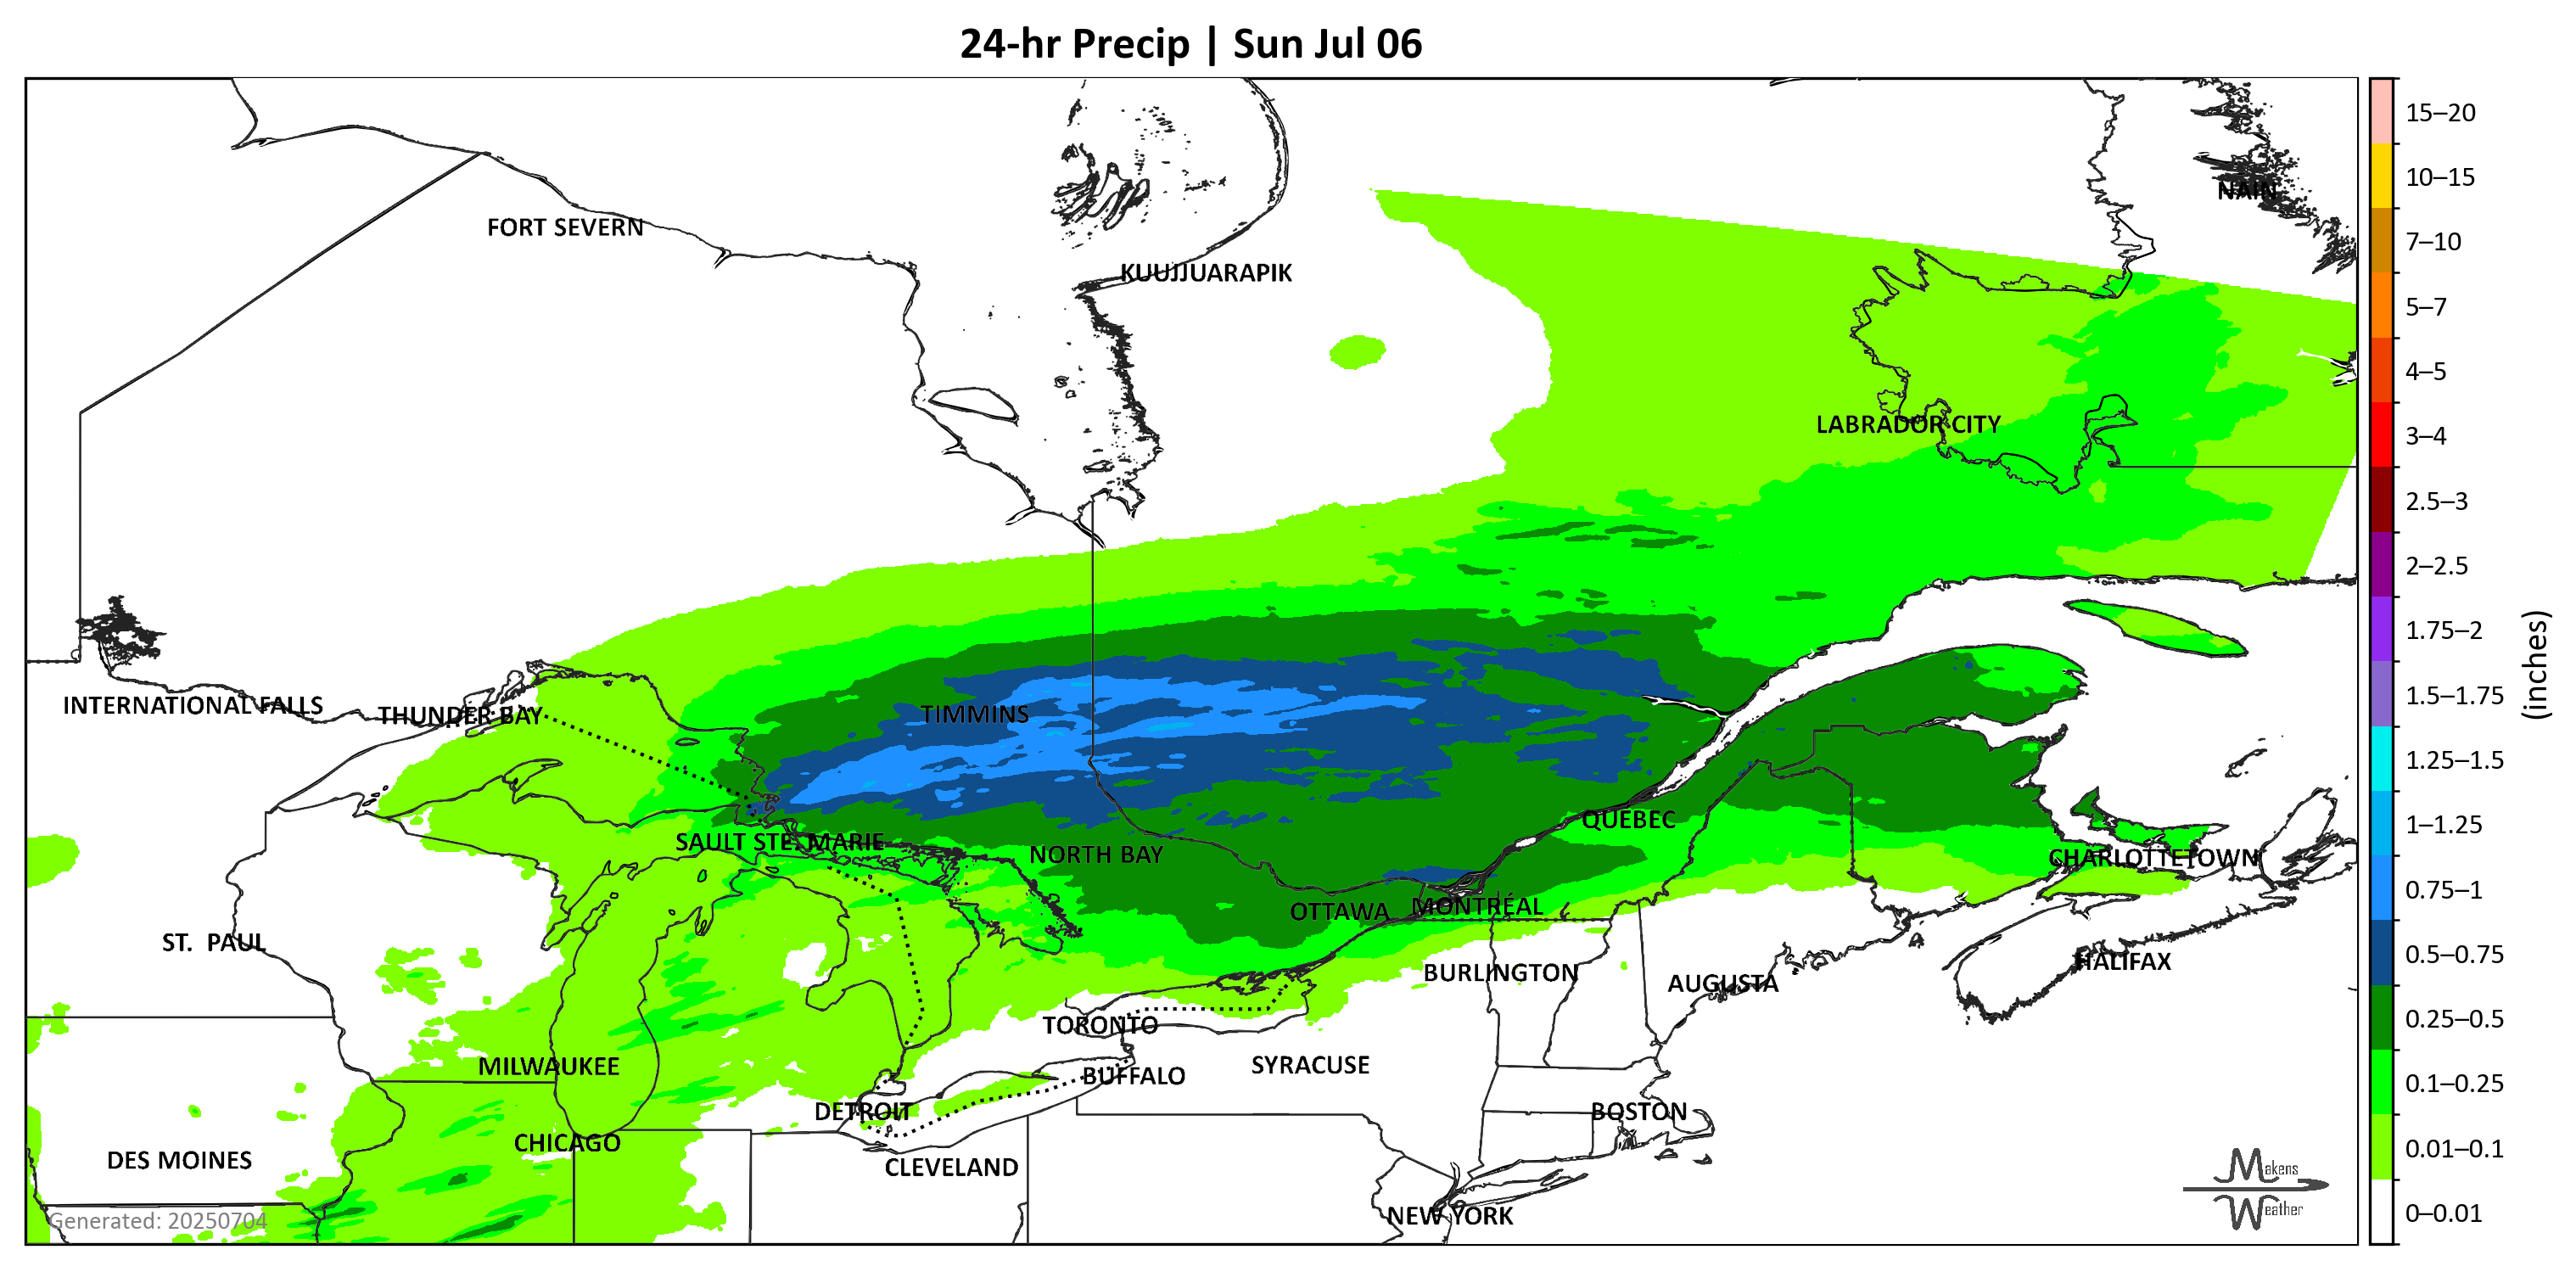 24-hr Precip | Sun Jul 06
NAIN
FORT SEVERN
KUUJJUARAPIK
LABRADOR CITY
INTERNATIONAL FALLS
THUNDER BAY
TIMMINS
QUÉBEC
SAULT STE. MARIE
NORTH BAY
CHARLOTTETOWN
OTTAWA
MONTRÉAL
ST. PAUL
HALIFAX
BURLINGTON
AUGUSTA
TORONTO
MILWAUKEE
SYRACUSE
BUFFALO
DETROIT
BOSTON
CHICAGO
DES MOINES
CLEVELAND
NEW YORK
Generated: 20250704
Makens
Weather
15–20
10–15
7–10
5–7
4–5
3–4
2.5–3
2–2.5
1.75–2
1.5–1.75
1.25–1.5
1–1.25
0.75–1
0.5–0.75
0.25–0.5
0.1–0.25
0.01–0.1
0–0.01
(inches)